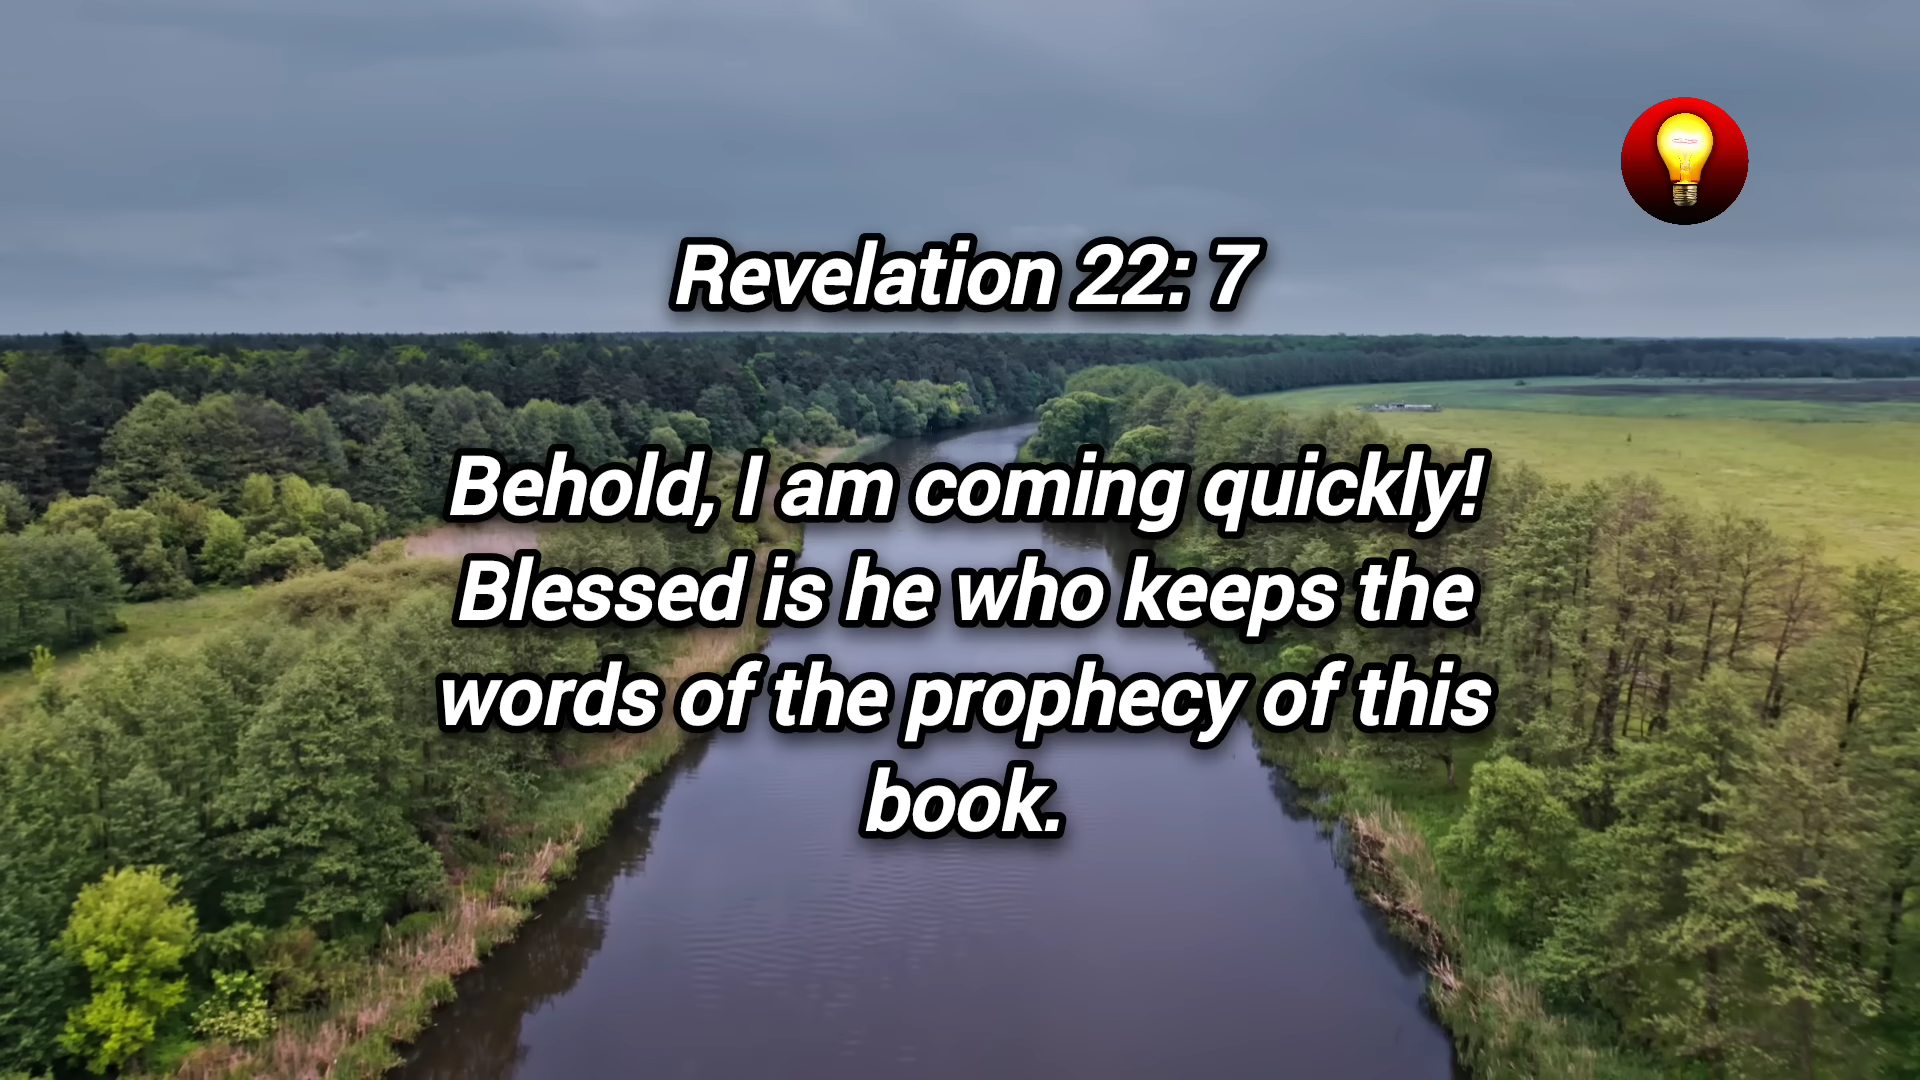 Revelation 22: 7
Behold, I am coming quickly!
Blessed is he who keeps the
words of the prophecy of this
book.